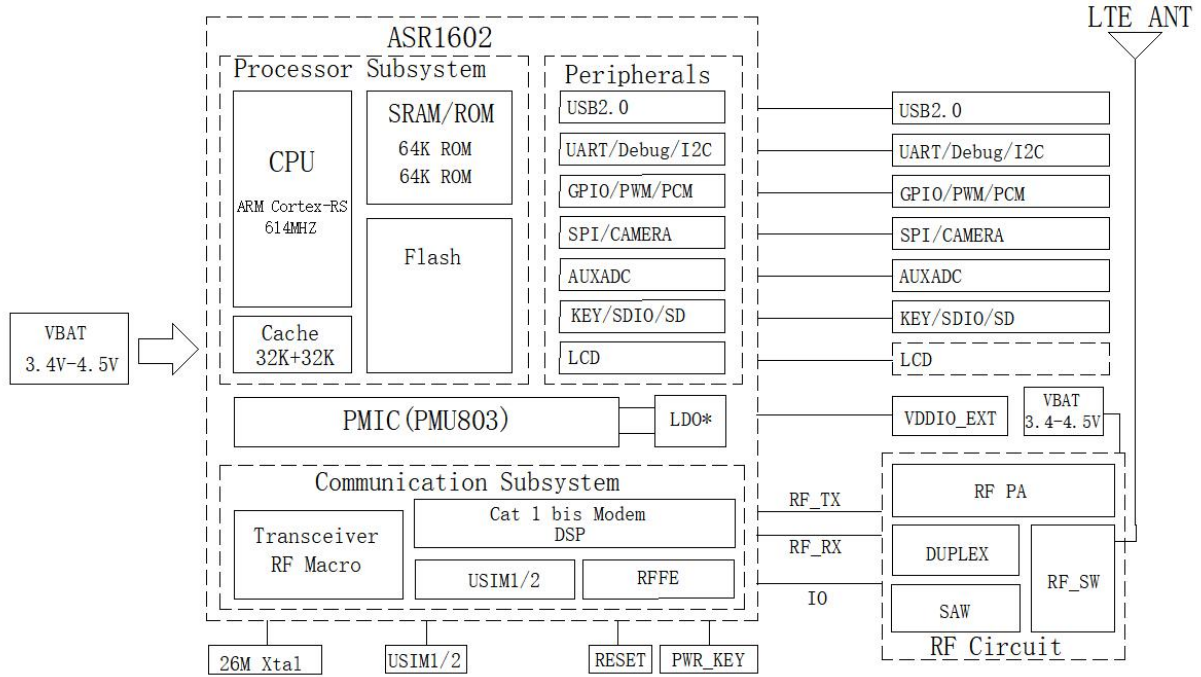 LTE ANT
ASR1602
Processor Subsystem
CPU
ARM Cortex-RS
614MHZ
SRAM/ROM
64K ROM
64K ROM
Flash
Cache
32K+32K
Peripherals
USB2.0
UART/Debug/I2C
GPIO/PWM/PCM
SPI/CAMERA
AUXADC
KEY/SDIO/SD
LCD
USB2.0
UART/Debug/I2C
GPIO/PWM/PCM
SPI/CAMERA
AUXADC
KEY/SDIO/SD
LCD
VBAT
3.4V-4.5V
PMIC(PMU803)
LDO*
VDDIO_EXT
VBAT
3.4-4.5V
Communication Subsystem
Transceiver
RF Macro
Cat 1 bis Modem
DSP
USIM1/2
RFFE
RF_TX
RF_RX
IO
RF PA
DUPLEX
SAW
RF_SW
RF Circuit
26M Xtal
USIM1/2
RESET
PWR_KEY